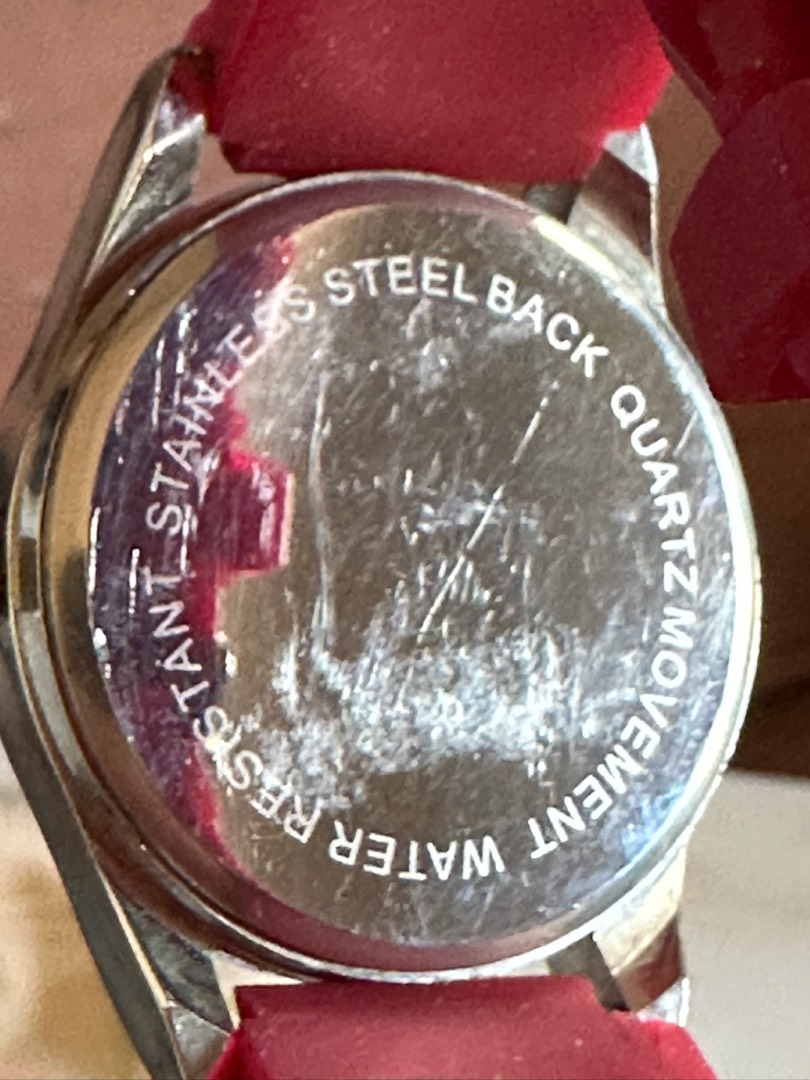 STAINLESS STEEL BACK QUARTZ MOVEMENT WATER RESISTANT